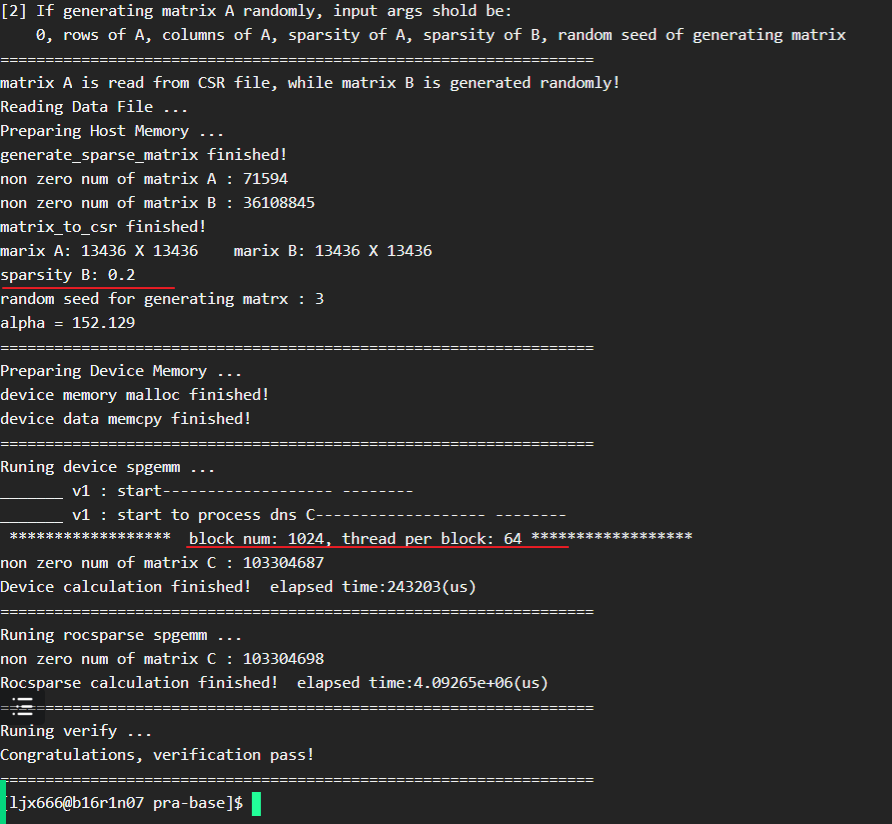 [2] If generating matrix A randomly, input args shold be:
    0, rows of A, columns of A, sparsity of A, sparsity of B, random seed of generating matrix
==================================================================
matrix A is read from CSR file, while matrix B is generated randomly!
Reading Data File ...
Preparing Host Memory ...
generate_sparse_matrix finished!
non zero num of matrix A : 71594
non zero num of matrix B : 36108845
matrix_to_csr finished!
marix A: 13436 X 13436    marix B: 13436 X 13436
sparsity B: 0.2
random seed for generating matrx : 3
alpha = 152.129
==================================================================
Preparing Device Memory ...
device memory malloc finished!
device data memcpy finished!
==================================================================
Runing device spgemm ...
_______ v1 : start------------------- --------
_______ v1 : start to process dns C------------------- --------
 ******************  block num: 1024, thread per block: 64 ******************
non zero num of matrix C : 103304687
Device calculation finished!  elapsed time:243203(us)
==================================================================
Runing rocsparse spgemm ...
non zero num of matrix C : 103304698
Rocsparse calculation finished!  elapsed time:4.09265e+06(us)
==================================================================
Runing verify ...
Congratulations, verification pass!
==================================================================
[ljx666@b16r1n07 pra-base]$